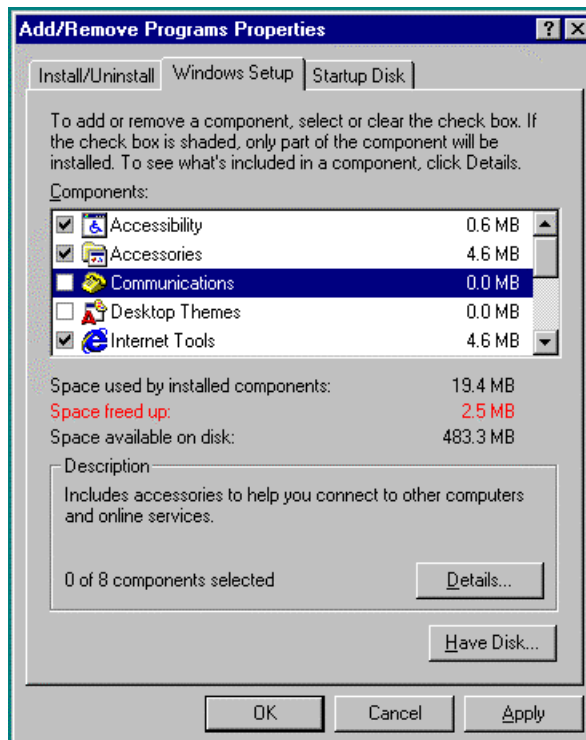 Add/Remove Programs Properties
Install/Uninstall Windows Setup Startup Disk
To add or remove a component, select or clear the check box. If
the check box is shaded, only part of the component will be
installed. To see what's included in a component, click Details.
Components:
Accessibility 0.6 MB
Accessories 4.6 MB
Communications 0.0 MB
Desktop Themes 0.0 MB
Internet Tools 4.6 MB
Space used by installed components: 19.4 MB
Space freed up: 2.5 MB
Space available on disk: 483.3 MB
Description
Includes accessories to help you connect to other computers
and online services.
0 of 8 components selected Details...
Have Disk...
OK Cancel Apply